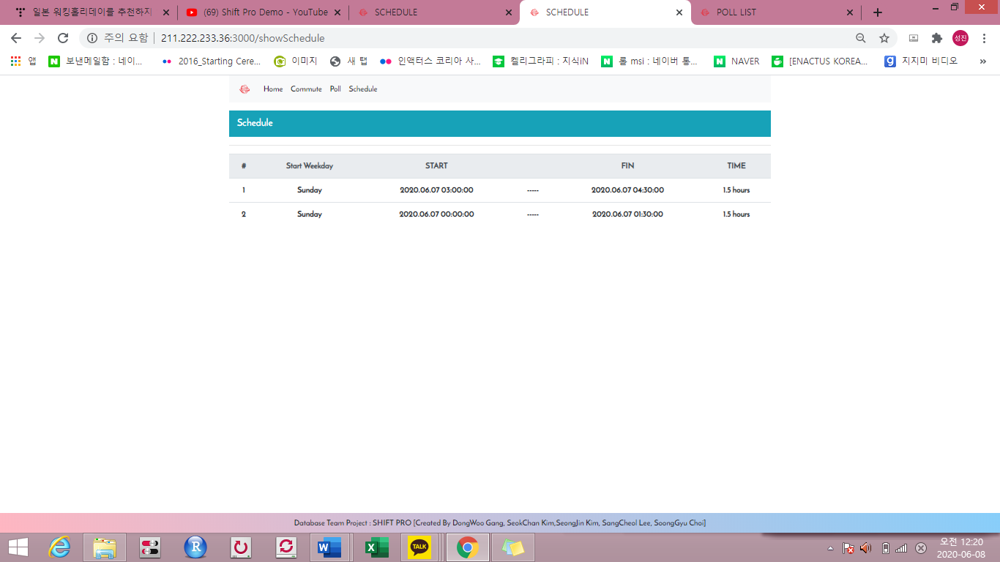 일본 워킹홀리데이를 추천하지
(69) Shift Pro Demo - YouTube
SCHEDULE
SCHEDULE
POLL LIST
주의 요함
211.222.233.36:3000/showSchedule
성진
앱
보낸메일함 : 네이...
2016_Starting Cere...
이미지
새 탭
인액터스 코리아 사...
켈리그라피 : 지식iN
롤 msi : 네이버 통...
NAVER
[ENACTUS KOREA...
지지미 비디오
»
Home Commute Poll Schedule
Schedule
# Start Weekday START FIN TIME
1 Sunday 2020.06.07 03:00:00 ----- 2020.06.07 04:30:00 1.5 hours
2 Sunday 2020.06.07 00:00:00 ----- 2020.06.07 01:30:00 1.5 hours
Database Team Project : SHIFT PRO [Created By DongWoo Gang, SeokChan Kim,SeongJin Kim, SangCheol Lee, SoongGyu Choi]
TALK
오전 12:20
2020-06-08